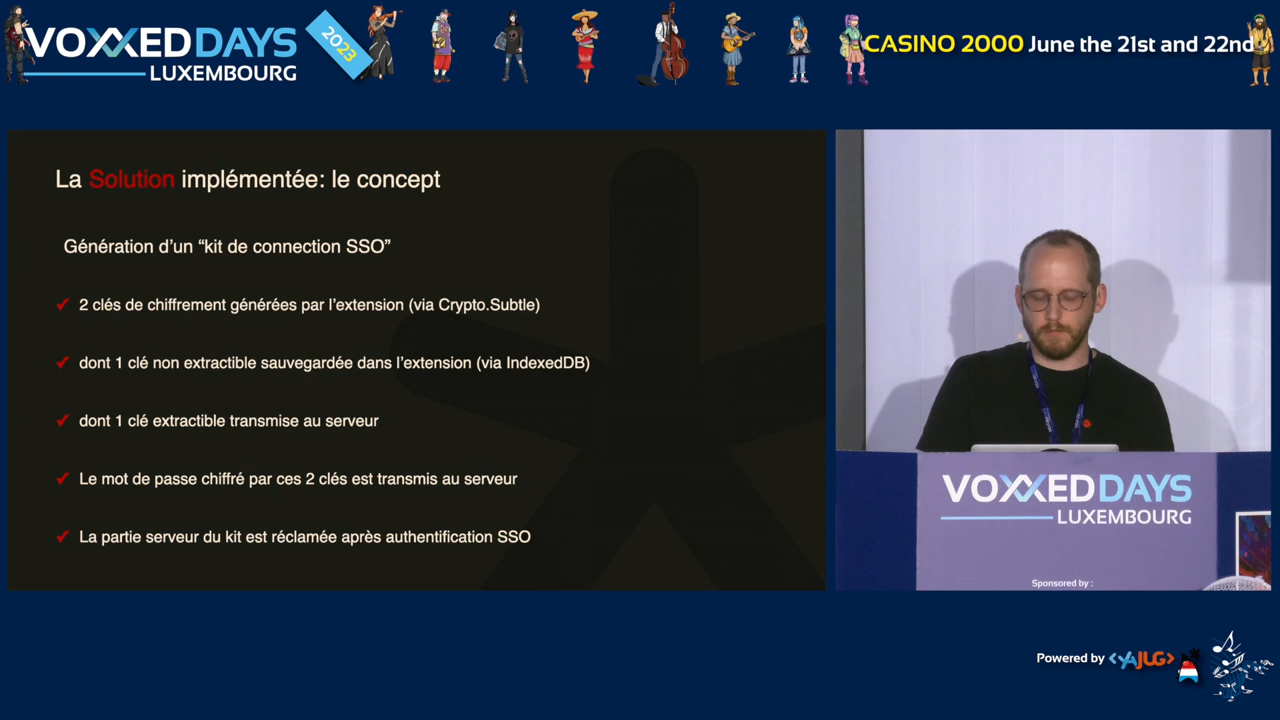 VOXXED DAYS
LUXEMBOURG
2023
CASINO 2000 June the 21st and 22nd
La Solution implémentée: le concept
Génération d’un “kit de connection SSO”
✔ 2 clés de chiffrement générées par l’extension (via Crypto.Subtle)
✔ dont 1 clé non extractible sauvegardée dans l’extension (via IndexedDB)
✔ dont 1 clé extractible transmise au serveur
✔ Le mot de passe chiffré par ces 2 clés est transmis au serveur
✔ La partie serveur du kit est réclamée après authentification SSO
VOXXED DAYS
LUXEMBOURG
Sponsored by :
Powered by <YAJUG>